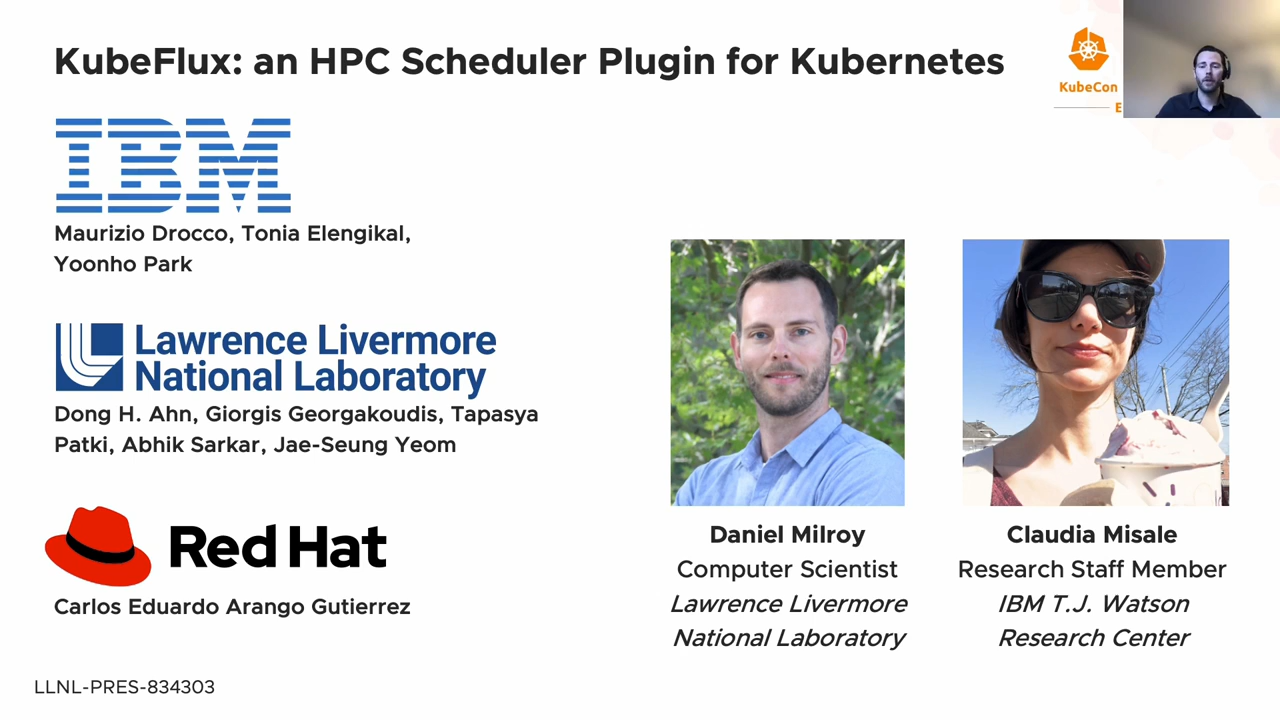 KubeFlux: an HPC Scheduler Plugin for Kubernetes
KubeCon
E
IBM
Maurizio Drocco, Tonia Elengikal,
Yoonho Park
Lawrence Livermore
National Laboratory
Dong H. Ahn, Giorgis Georgakoudis, Tapasya
Patki, Abhik Sarkar, Jae-Seung Yeom
Red Hat
Carlos Eduardo Arango Gutierrez
Daniel Milroy
Computer Scientist
Lawrence Livermore
National Laboratory
Claudia Misale
Research Staff Member
IBM T.J. Watson
Research Center
LLNL-PRES-834303